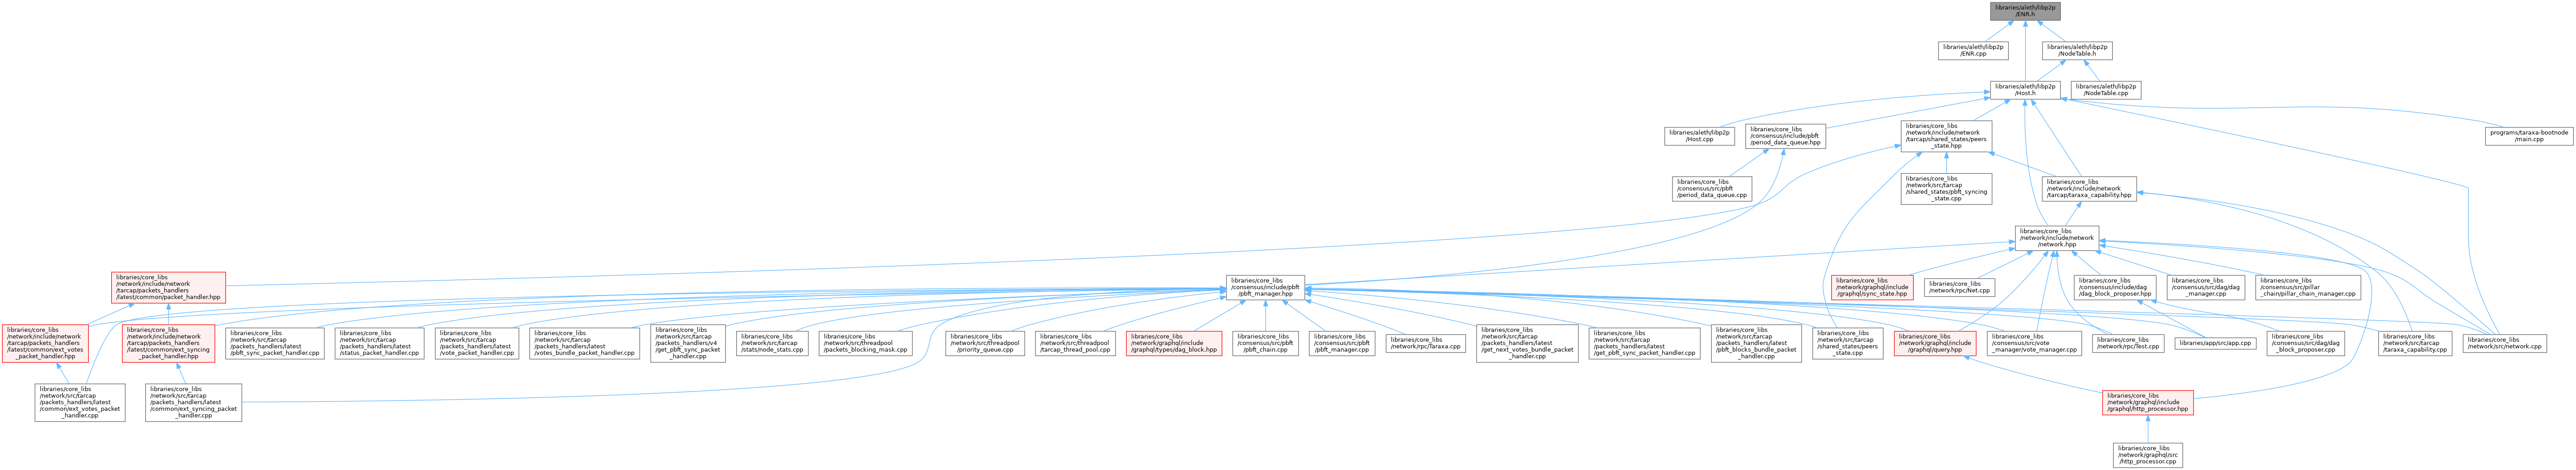 libraries/aleth/libp2p
/ENR.h
libraries/aleth/libp2p
/ENR.cpp
libraries/aleth/libp2p
/NodeTable.h
libraries/aleth/libp2p
/Host.h
libraries/aleth/libp2p
/NodeTable.cpp
libraries/aleth/libp2p
/Host.cpp
libraries/core_libs
/consensus/include/pbft
/period_data_queue.hpp
libraries/core_libs
/network/include/network
/tarcap/shared_states/peers
_state.hpp
programs/taraxa-bootnode
/main.cpp
libraries/core_libs
/consensus/src/pbft
/period_data_queue.cpp
libraries/core_libs
/network/src/tarcap
/shared_states/pbft_syncing
_state.cpp
libraries/core_libs
/network/include/network
/tarcap/taraxa_capability.hpp
libraries/core_libs
/network/include/network
/network.hpp
libraries/core_libs
/network/include/network
/tarcap/packets_handlers
/latest/common/packet_handler.hpp
libraries/core_libs
/consensus/include/pbft
/pbft_manager.hpp
libraries/core_libs
/network/graphql/include
/graphql/sync_state.hpp
libraries/core_libs
/network/rpc/Net.cpp
libraries/core_libs
/consensus/include/dag
/dag_block_proposer.hpp
libraries/core_libs
/consensus/src/dag/dag
_manager.cpp
libraries/core_libs
/consensus/src/pillar
_chain/pillar_chain_manager.cpp
libraries/core_libs
/network/include/network
/tarcap/packets_handlers
/latest/common/ext_votes
_packet_handler.hpp
libraries/core_libs
/network/include/network
/tarcap/packets_handlers
/latest/common/ext_syncing
_packet_handler.hpp
libraries/core_libs
/network/src/tarcap
/packets_handlers/latest
/pbft_sync_packet_handler.cpp
libraries/core_libs
/network/src/tarcap
/packets_handlers/latest
/status_packet_handler.cpp
libraries/core_libs
/network/src/tarcap
/packets_handlers/latest
/vote_packet_handler.cpp
libraries/core_libs
/network/src/tarcap
/packets_handlers/latest
/votes_bundle_packet_handler.cpp
libraries/core_libs
/network/src/tarcap
/packets_handlers/v4
/get_pbft_sync_packet
_handler.cpp
libraries/core_libs
/network/src/tarcap
/stats/node_stats.cpp
libraries/core_libs
/network/src/threadpool
/packets_blocking_mask.cpp
libraries/core_libs
/network/src/threadpool
/priority_queue.cpp
libraries/core_libs
/network/src/threadpool
/tarcap_thread_pool.cpp
libraries/core_libs
/network/graphql/include
/graphql/types/dag_block.hpp
libraries/core_libs
/consensus/src/pbft
/pbft_chain.cpp
libraries/core_libs
/consensus/src/pbft
/pbft_manager.cpp
libraries/core_libs
/network/rpc/Taraxa.cpp
libraries/core_libs
/network/src/tarcap
/packets_handlers/latest
/get_next_votes_bundle_packet
_handler.cpp
libraries/core_libs
/network/src/tarcap
/packets_handlers/latest
/get_pbft_sync_packet_handler.cpp
libraries/core_libs
/network/src/tarcap
/packets_handlers/latest
/pbft_blocks_bundle_packet
_handler.cpp
libraries/core_libs
/network/src/tarcap
/shared_states/peers
_state.cpp
libraries/core_libs
/network/graphql/include
/graphql/query.hpp
libraries/core_libs
/consensus/src/vote
_manager/vote_manager.cpp
libraries/core_libs
/network/rpc/Test.cpp
libraries/app/src/app.cpp
libraries/core_libs
/consensus/src/dag/dag
_block_proposer.cpp
libraries/core_libs
/network/src/tarcap
/taraxa_capability.cpp
libraries/core_libs
/network/src/network.cpp
libraries/core_libs
/network/src/tarcap
/packets_handlers/latest
/common/ext_votes_packet
_handler.cpp
libraries/core_libs
/network/src/tarcap
/packets_handlers/latest
/common/ext_syncing_packet
_handler.cpp
libraries/core_libs
/network/graphql/include
/graphql/http_processor.hpp
libraries/core_libs
/network/graphql/src
/http_processor.cpp